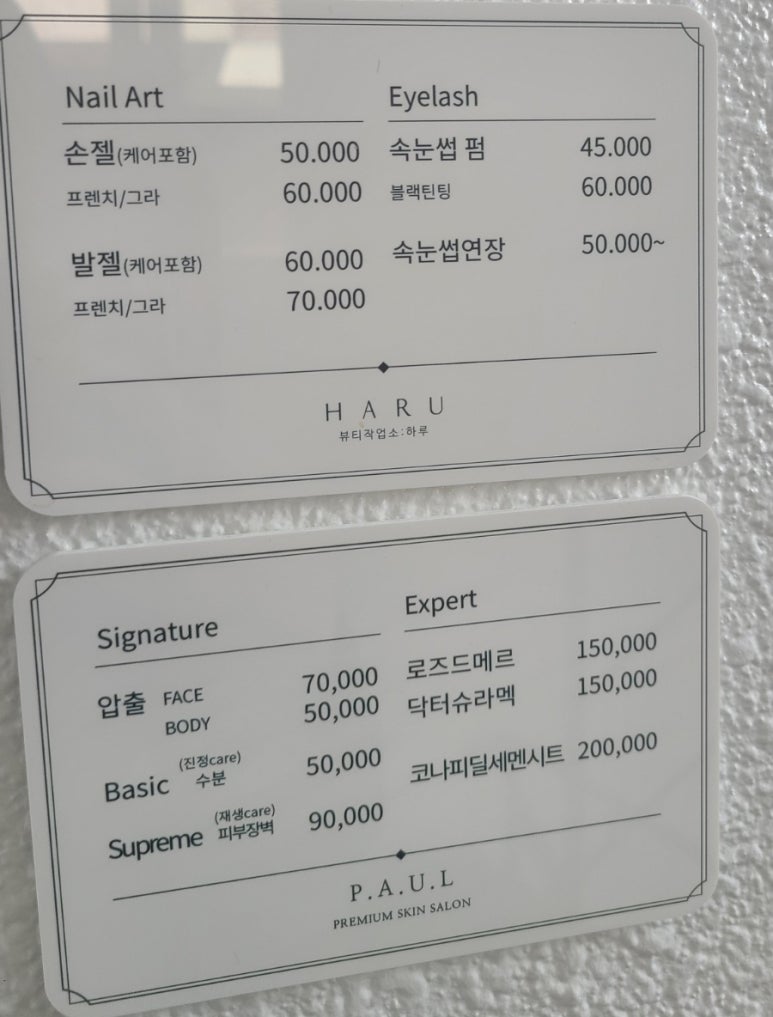 Nail Art
손젤(케어포함) 50.000
프렌치/그라 60.000
발젤(케어포함) 60.000
프렌치/그라 70.000
Eyelash
속눈썹 펌 45.000
블랙틴팅 60.000
속눈썹연장 50.000~
HARU
뷰티작업소:하루
Signature
압출 FACE 70,000
BODY 50,000
Basic (진정care) 수분 50,000
Supreme (재생care) 피부장벽 90,000
Expert
로즈드메르 150,000
닥터슈라멕 150,000
코나피딜세멘시트 200,000
P.A.U.L
PREMIUM SKIN SALON